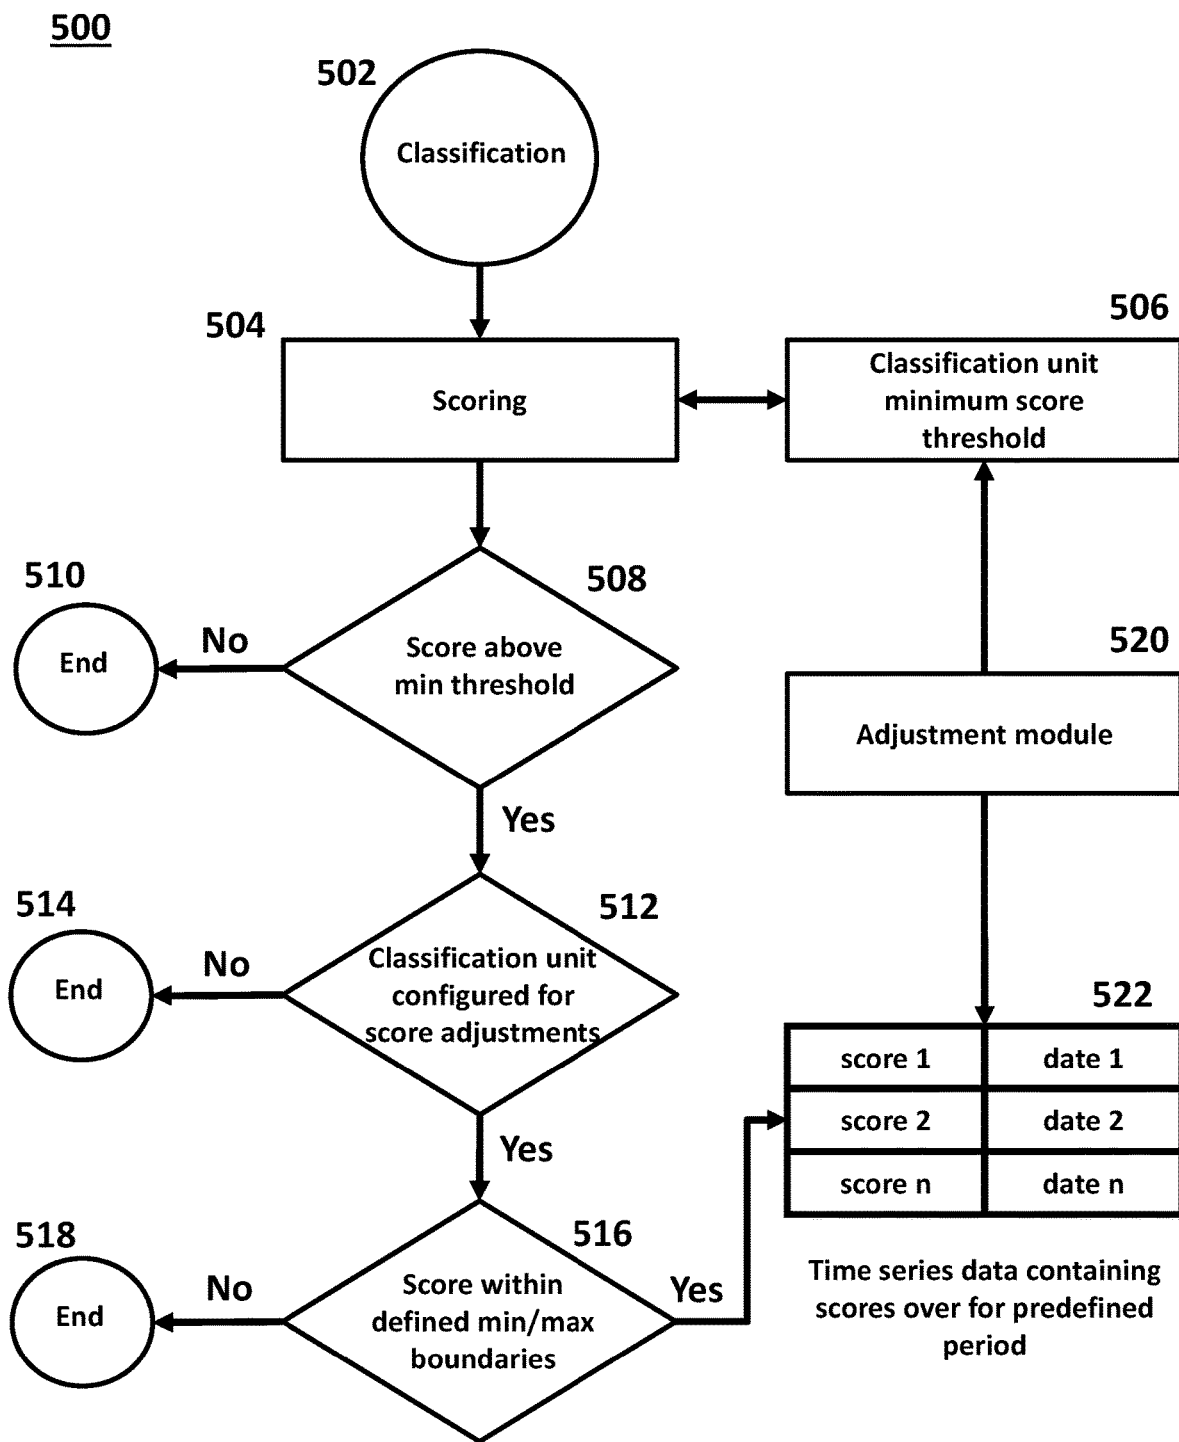 500
502
Classification
504
Scoring
506
Classification unit
minimum score
threshold
508
Score above
min threshold
510
End
No
Yes
520
Adjustment module
512
Classification unit
configured for
score adjustments
514
End
No
Yes
522
score 1 date 1
score 2 date 2
score n date n
516
Score within
defined min/max
boundaries
518
End
No
Yes
Time series data containing
scores over for predefined
period